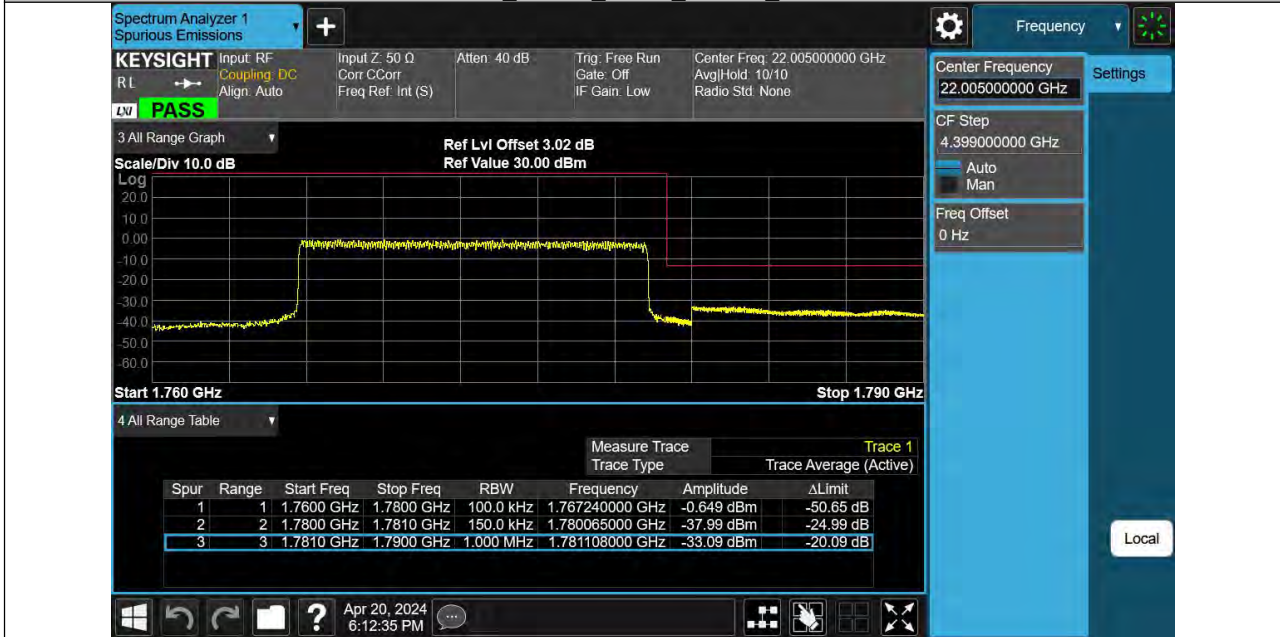 Spectrum Analyzer 1
Spurious Emissions
Frequency
KEYSIGHT
R L
LXI PASS
Input: RF
Coupling: DC
Align: Auto
Input Z: 50 Ω
Corr CCorr
Freq Ref: Int (S)
Atten: 40 dB
Trig: Free Run
Gate: Off
IF Gain: Low
Center Freq: 22.005000000 GHz
Avg|Hold: 10/10
Radio Std: None
Center Frequency
22.005000000 GHz
Settings
CF Step
4.399000000 GHz
Auto
Man
Freq Offset
0 Hz
3 All Range Graph
Ref Lvl Offset 3.02 dB
Scale/Div 10.0 dB
Ref Value 30.00 dBm
Log
20.0
10.0
0.00
-10.0
-20.0
-30.0
-40.0
-50.0
-60.0
Start 1.760 GHz
Stop 1.790 GHz
4 All Range Table
Measure Trace Trace 1
Trace Type Trace Average (Active)
Spur Range Start Freq Stop Freq RBW Frequency Amplitude ΔLimit
1 1 1.7600 GHz 1.7800 GHz 100.0 kHz 1.767240000 GHz -0.649 dBm -50.65 dB
2 2 1.7800 GHz 1.7810 GHz 150.0 kHz 1.780065000 GHz -37.99 dBm -24.99 dB
3 3 1.7810 GHz 1.7900 GHz 1.000 MHz 1.781108000 GHz -33.09 dBm -20.09 dB
Local
Apr 20, 2024
6:12:35 PM